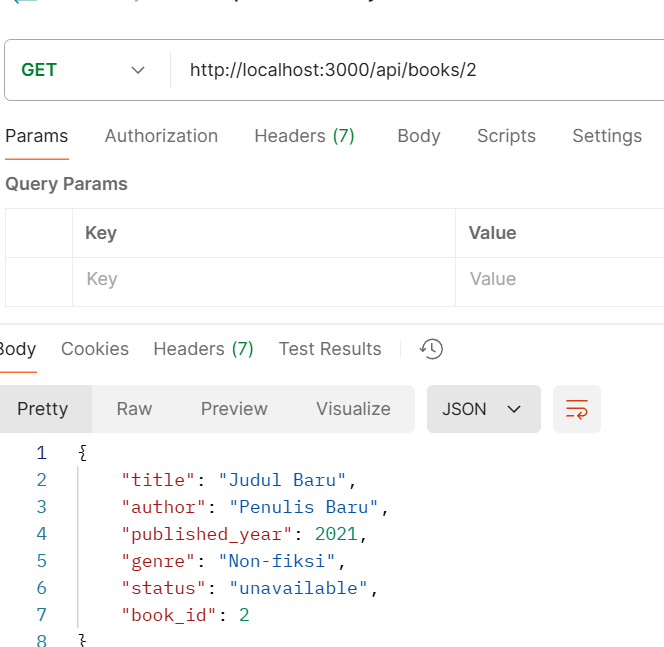 GET http://localhost:3000/api/books/2
Params Authorization Headers (7) Body Scripts Settings
Query Params
Key Value
Key Value
Body Cookies Headers (7) Test Results
Pretty Raw Preview Visualize JSON
1 {
2 "title": "Judul Baru",
3 "author": "Penulis Baru",
4 "published_year": 2021,
5 "genre": "Non-fiksi",
6 "status": "unavailable",
7 "book_id": 2
8 }